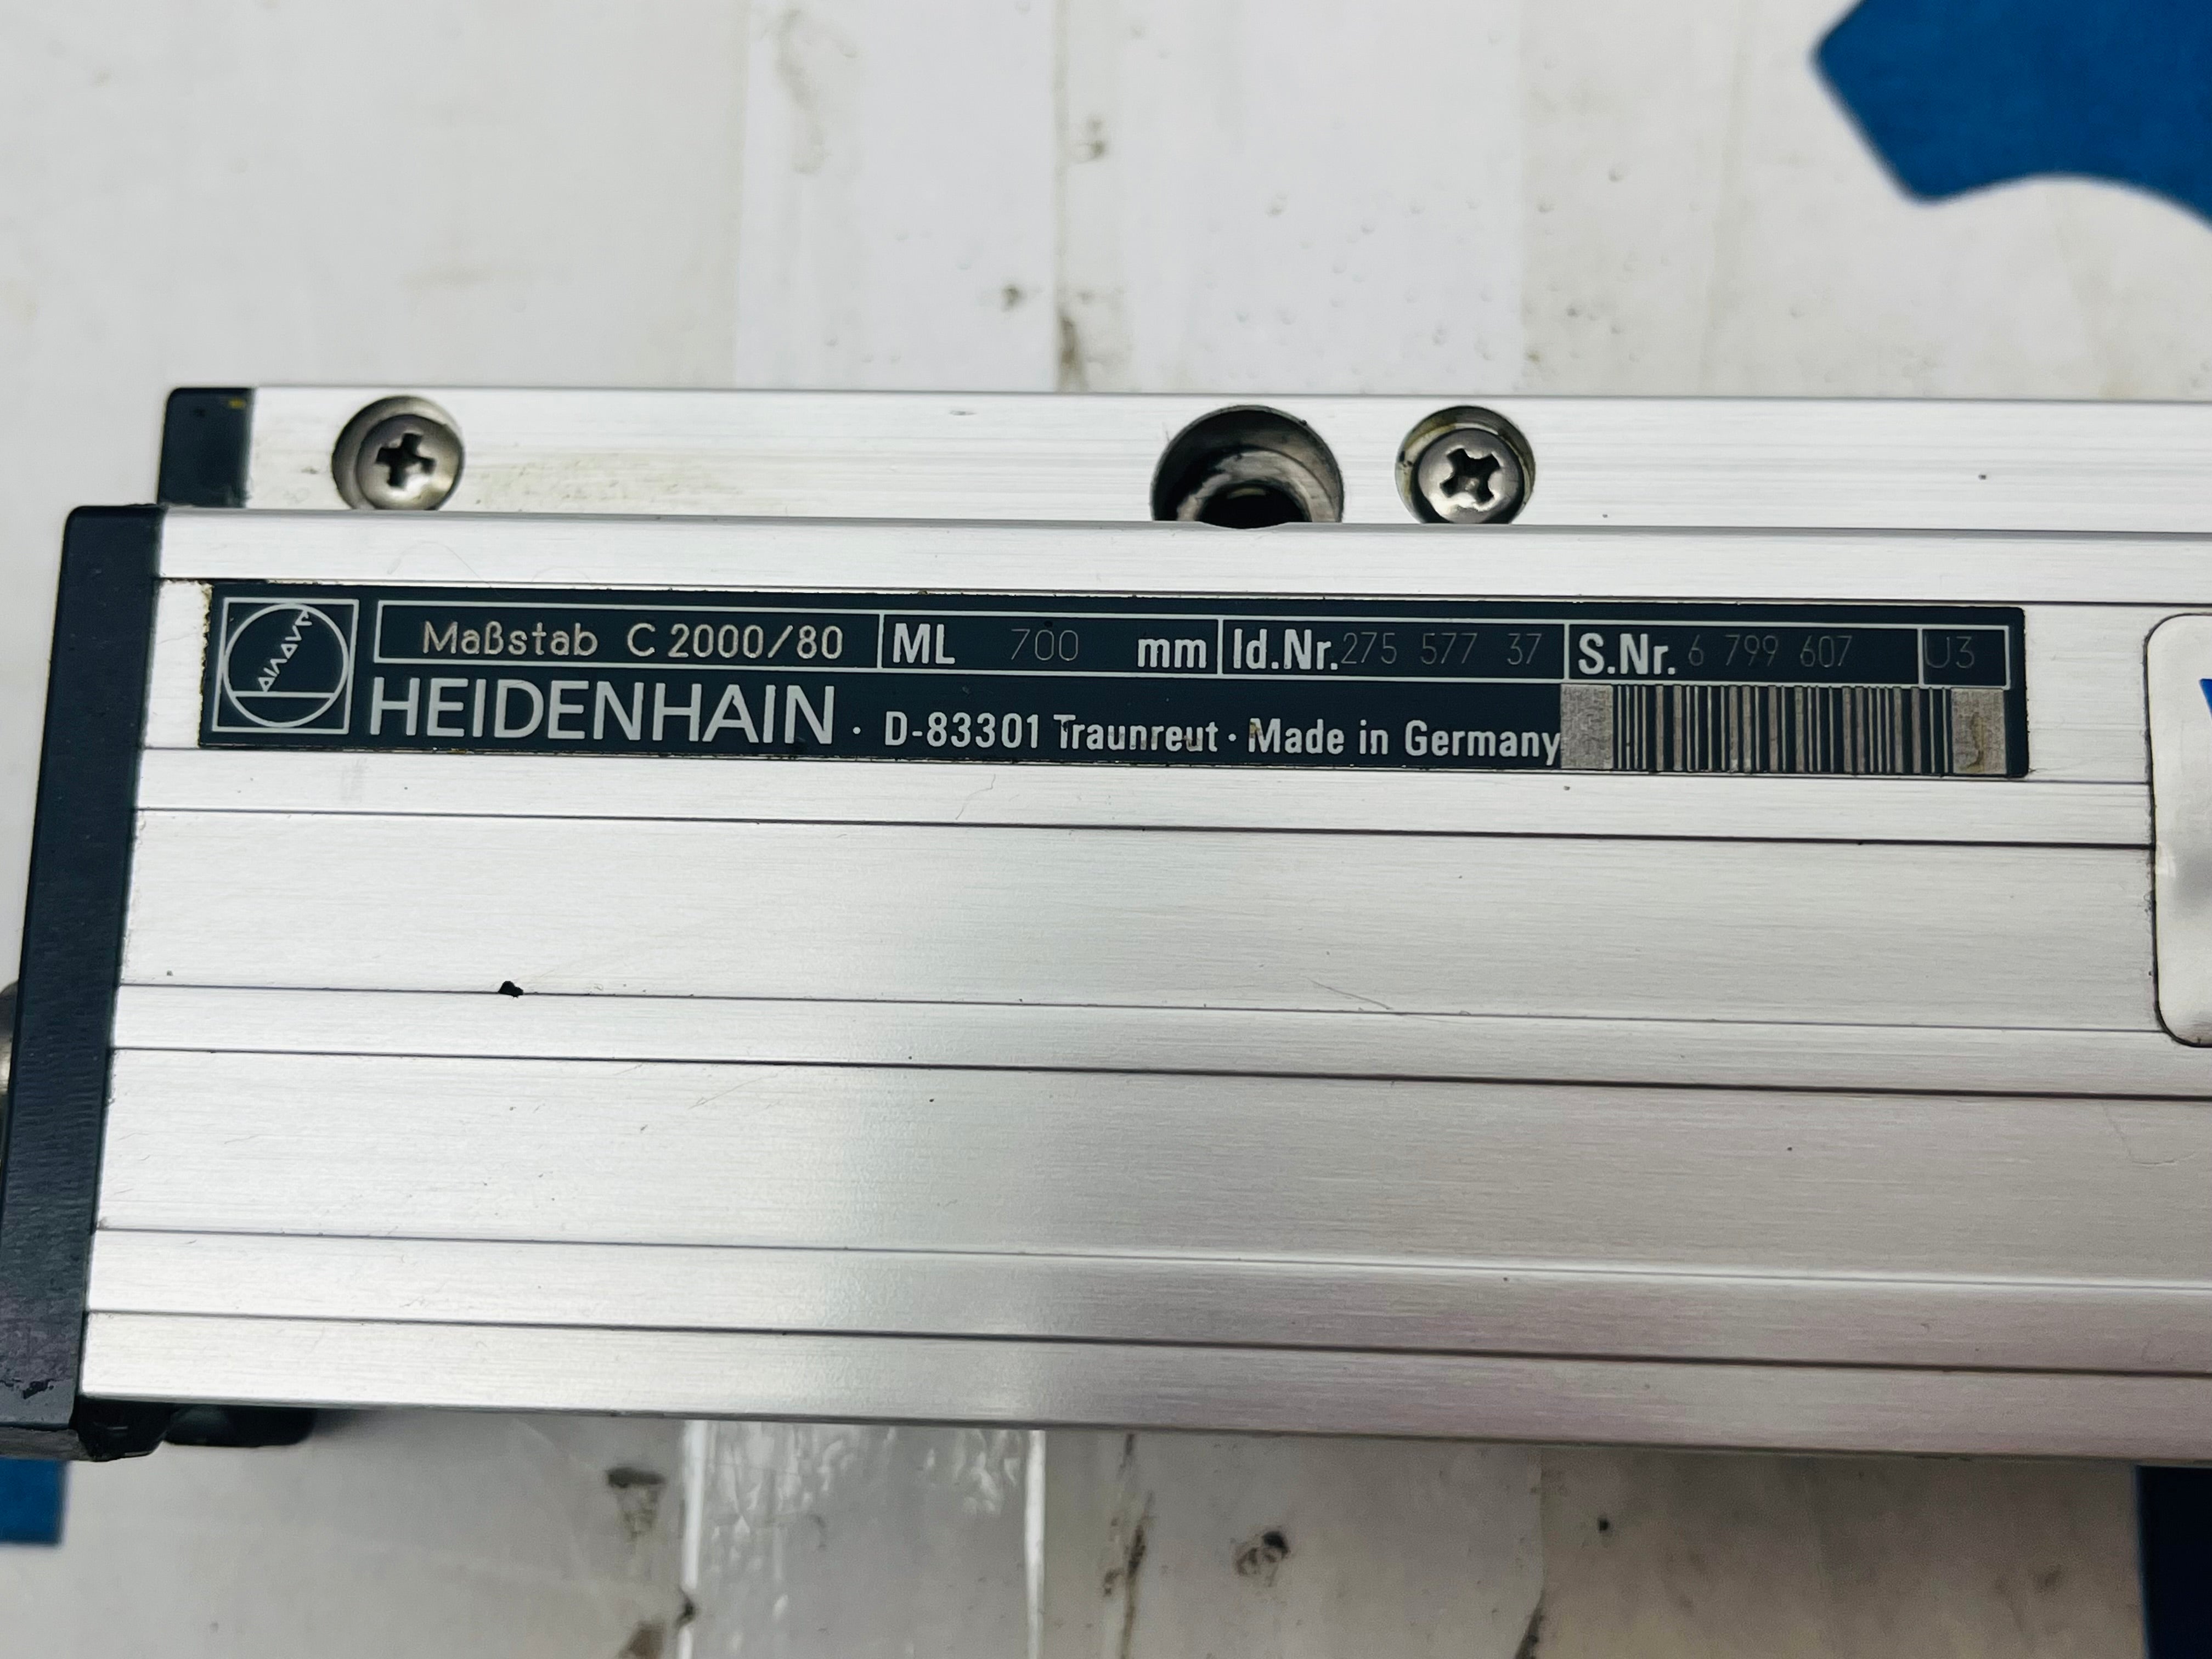 Maßstab C 2000/80 ML 700 mm Id.Nr. 275 577 37 S.Nr. 6 799 607 U3
HEIDENHAIN · D-83301 Traunreut · Made in Germany